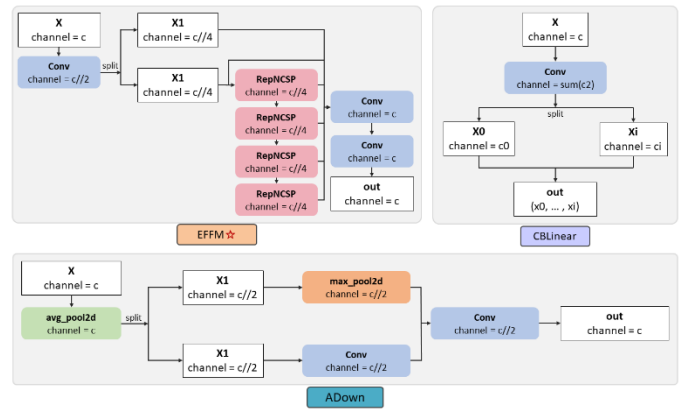 X
channel = c
Conv
channel = c//2
split
X1
channel = c//4
X1
channel = c//4
RepNCSP
channel = c//4
RepNCSP
channel = c//4
RepNCSP
channel = c//4
RepNCSP
channel = c//4
Conv
channel = c
Conv
channel = c
out
channel = c
EFFM☆
X
channel = c
Conv
channel = sum(c2)
split
X0
channel = c0
Xi
channel = ci
out
(x0, ... , xi)
CBLinear
X
channel = c
avg_pool2d
channel = c
split
X1
channel = c//2
X1
channel = c//2
max_pool2d
channel = c//2
Conv
channel = c//2
Conv
channel = c//2
out
channel = c
ADown